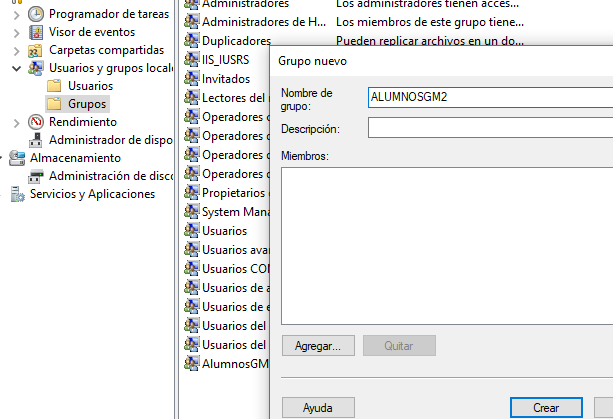 Programador de tareas
Visor de eventos
Carpetas compartidas
Usuarios y grupos locale
Usuarios
Grupos
Rendimiento
Administrador de dispo
Almacenamiento
Administración de disco
Servicios y Aplicaciones
Administradores Los administradores tienen acces...
Administradores de H... Los miembros de este grupo tiene...
Duplicadores Pueden replicar archivos en un do...
IIS_IUSRS
Invitados
Lectores del
Operadores
Operadores
Operadores
Operadores
Propietarios
System Mana
Usuarios
Usuarios avan
Usuarios CON
Usuarios de a
Usuarios de e
Usuarios del
Usuarios del
AlumnosGM
Grupo nuevo
Nombre de
grupo:
ALUMNOSGM2
Descripción:
Miembros:
Agregar...
Quitar
Ayuda
Crear